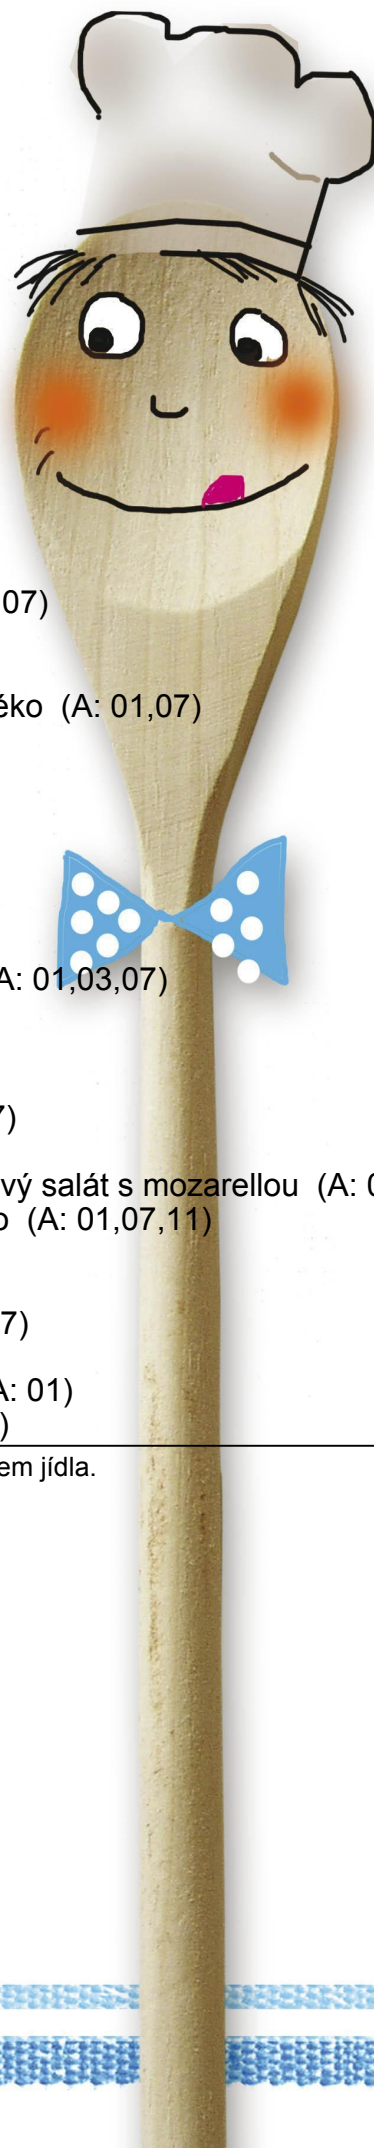 07)
éko (A: 01,07)
A: 01,03,07)
7)
vý salát s mozarellou (A: 0
o (A: 01,07,11)
7)
A: 01)
)
em jídla.